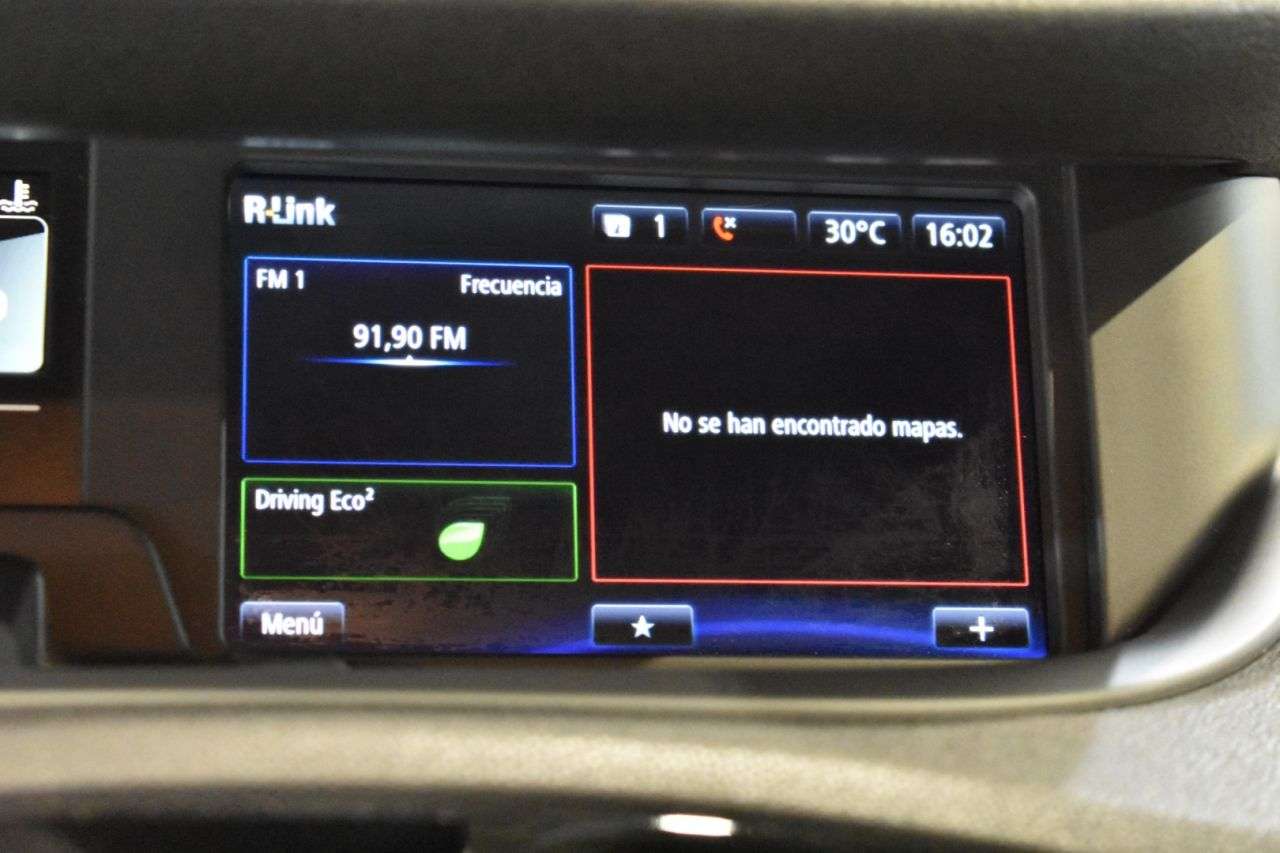 R-Link
1
30°C
16:02
FM 1
Frecuencia
91,90 FM
No se han encontrado mapas.
Driving Eco²
Menú